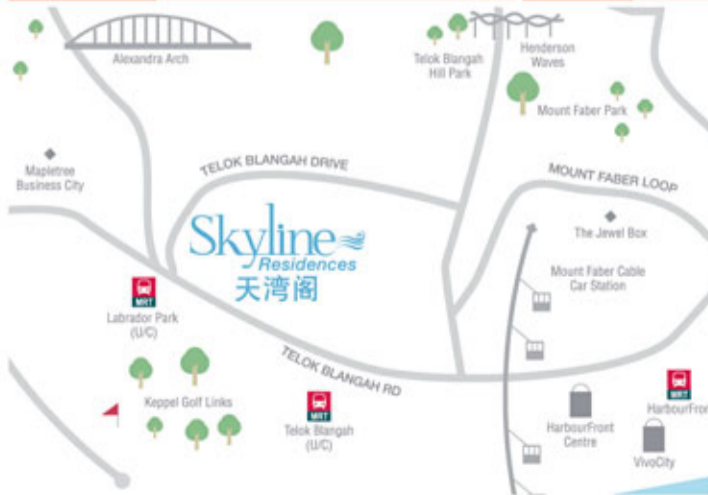 Alexandra Arch
Telok Blangah
Hill Park
Henderson
Waves
Mount Faber Park
Mapletree
Business City
TELOK BLANGAH DRIVE
MOUNT FABER LOOP
Skyline
Residences
天湾阁
The Jewel Box
Mount Faber Cable
Car Station
MRT
Labrador Park
(U/C)
TELOK BLANGAH RD
Keppel Golf Links
MRT
Telok Blangah
(U/C)
HarbourFront
Centre
MRT
HarbourFron
VivoCity